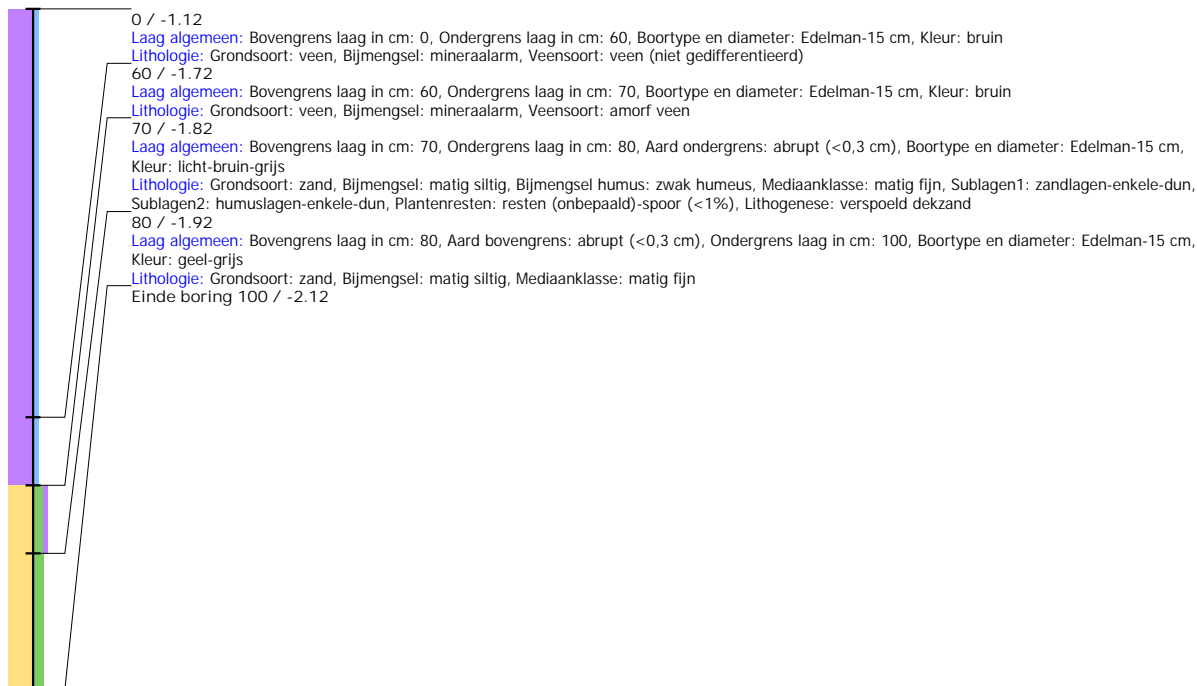 0 / -1.12
Laag algemeen: Bovengrens laag in cm: 0, Ondergrens laag in cm: 60, Boortype en diameter: Edelman-15 cm, Kleur: bruin
Lithologie: Grondsoort: veen, Bijmengsel: mineraalarm, Veensoort: veen (niet gedifferentieerd)
60 / -1.72
Laag algemeen: Bovengrens laag in cm: 60, Ondergrens laag in cm: 70, Boortype en diameter: Edelman-15 cm, Kleur: bruin
Lithologie: Grondsoort: veen, Bijmengsel: mineraalarm, Veensoort: amorf veen
70 / -1.82
Laag algemeen: Bovengrens laag in cm: 70, Ondergrens laag in cm: 80, Aard ondergrens: abrupt (<0,3 cm), Boortype en diameter: Edelman-15 cm,
Kleur: licht-bruin-grijs
Lithologie: Grondsoort: zand, Bijmengsel: matig siltig, Bijmengsel humus: zwak humeus, Mediaanklasse: matig fijn, Sublagen1: zandlagen-enkele-dun,
Sublagen2: humuslagen-enkele-dun, Plantenresten: resten (onbepaald)-spoor (<1%), Lithogenese: verspoeld dekzand
80 / -1.92
Laag algemeen: Bovengrens laag in cm: 80, Aard bovengrens: abrupt (<0,3 cm), Ondergrens laag in cm: 100, Boortype en diameter: Edelman-15 cm,
Kleur: geel-grijs
Lithologie: Grondsoort: zand, Bijmengsel: matig siltig, Mediaanklasse: matig fijn
Einde boring 100 / -2.12